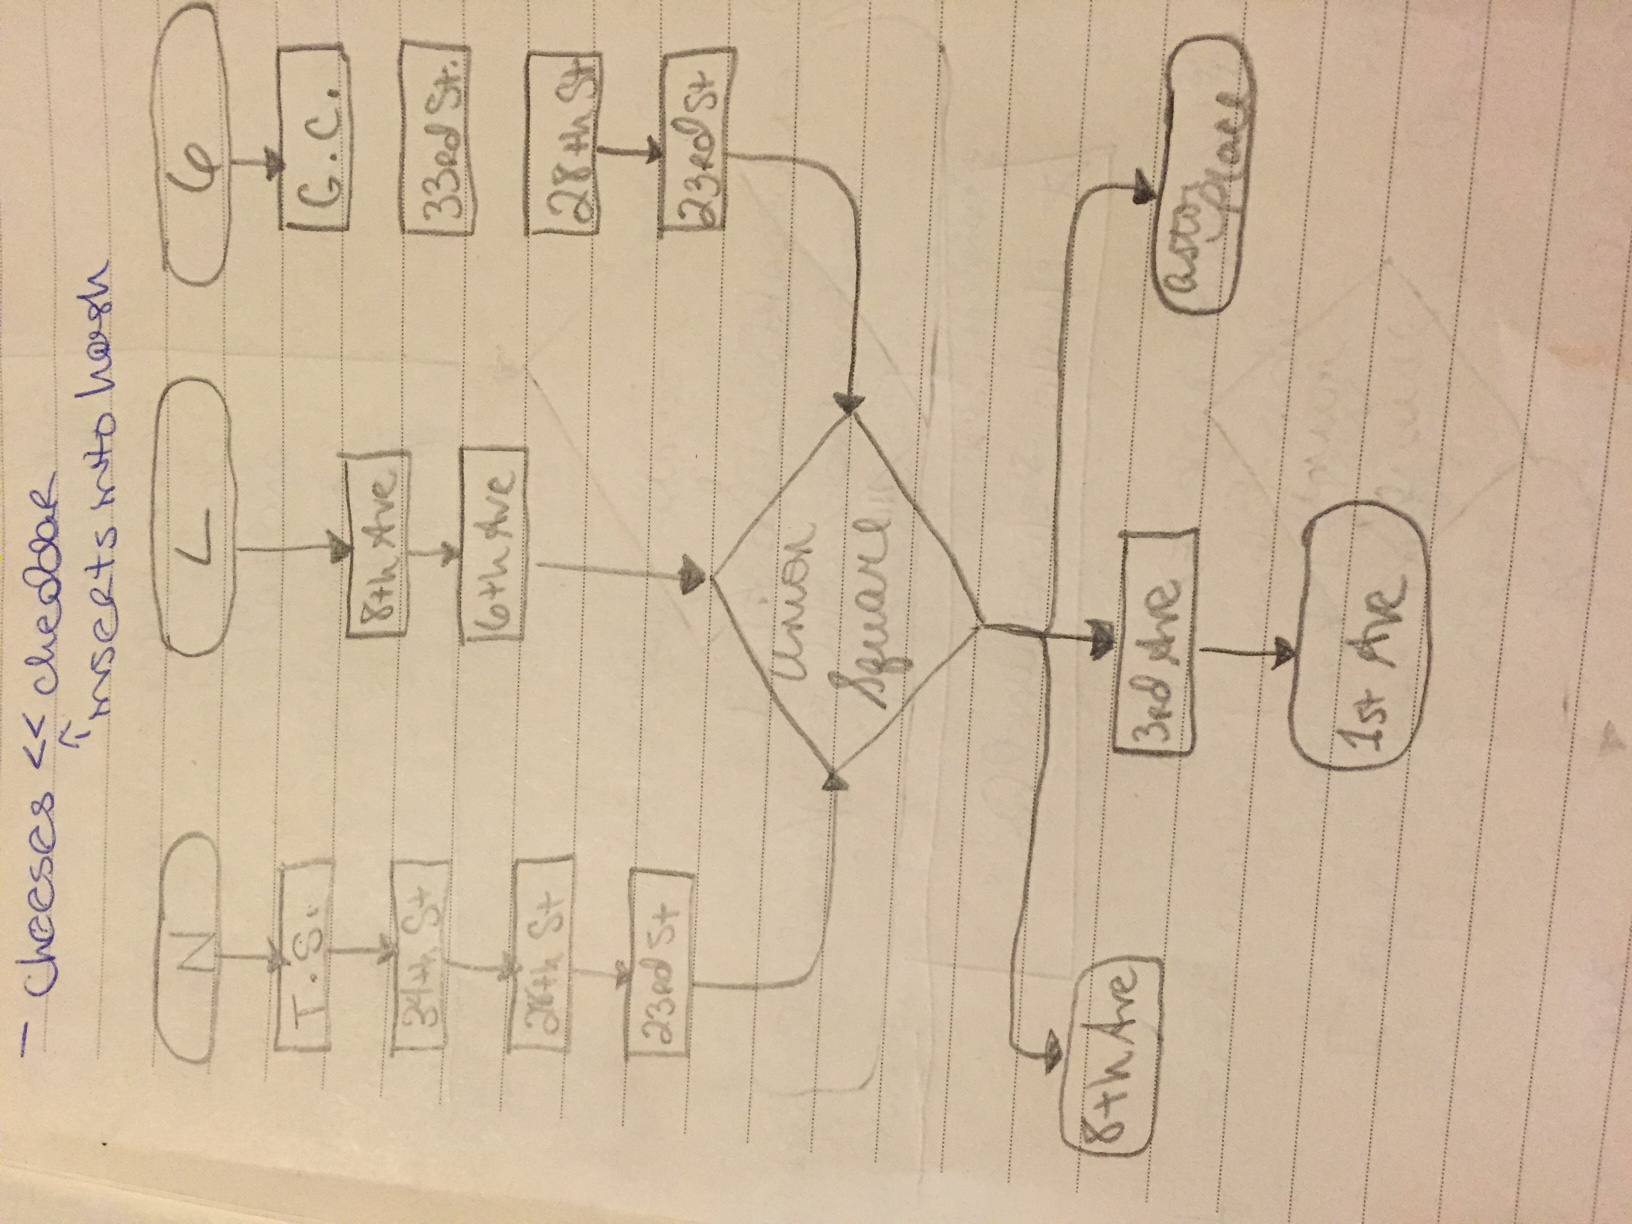 - cheeses << cheddar
↑ inserts into hash
N
L
6
T.S.
G.C.
8th Ave
34th St
33rd St.
6th Ave
28th St
28th St
23rd St
23rd St
Union
Square
8th Ave
3rd Ave
astor
Place
1st Ave